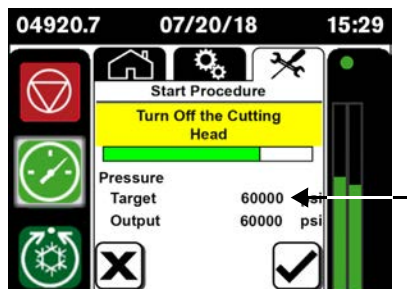 04920.7 07/20/18 15:29
Start Procedure
Turn Off the Cutting
Head
Pressure
Target 60000 psi
Output 60000 psi